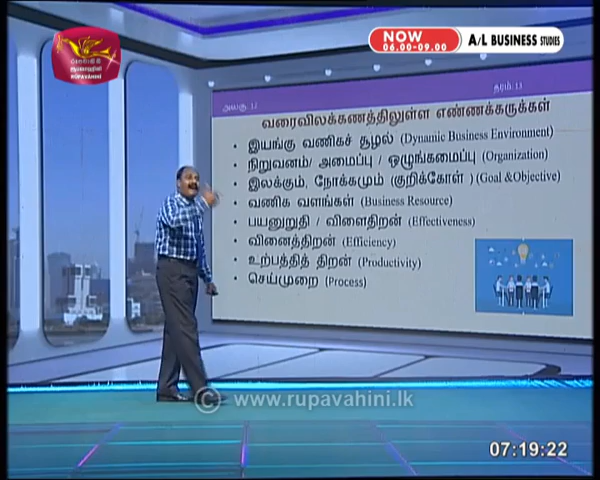 NOW
06.00-09.00
A/L BUSINESS STUDIES
RUPAVAHINI
அலகு: 12
தரம்: 13
வரைவிலக்கணத்திலுள்ள எண்ணக்கருக்கள்
• இயங்கு வணிகச் சூழல் (Dynamic Business Environment)
• நிறுவனம்/ அமைப்பு / ஒழுங்கமைப்பு (Organization)
• இலக்கும், நோக்கமும் (குறிக்கோள் ) (Goal &Objective)
• வணிக வளங்கள் (Business Resource)
• பயனுறுதி / விளைதிறன் (Effectiveness)
• வினைத்திறன் (Efficiency)
• உற்பத்தித் திறன் (Productivity)
• செய்முறை (Process)
© www.rupavahini.lk
07:19:22